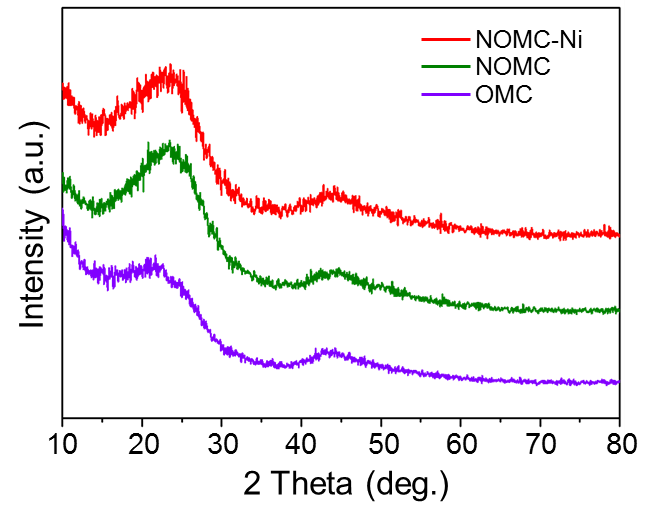 NOMC-Ni
NOMC
OMC
Intensity (a.u.)
10 20 30 40 50 60 70 80
2 Theta (deg.)